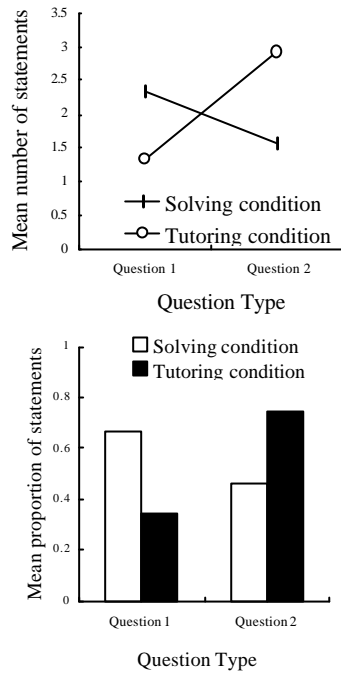 Mean number of statements
3.5
3
2.5
2
1.5
1
0.5
0
Solving condition
Tutoring condition
Question 1 Question 2
Question Type
Mean proportion of statements
1
0.8
0.6
0.4
0.2
0
Solving condition
Tutoring condition
Question 1 Question 2
Question Type